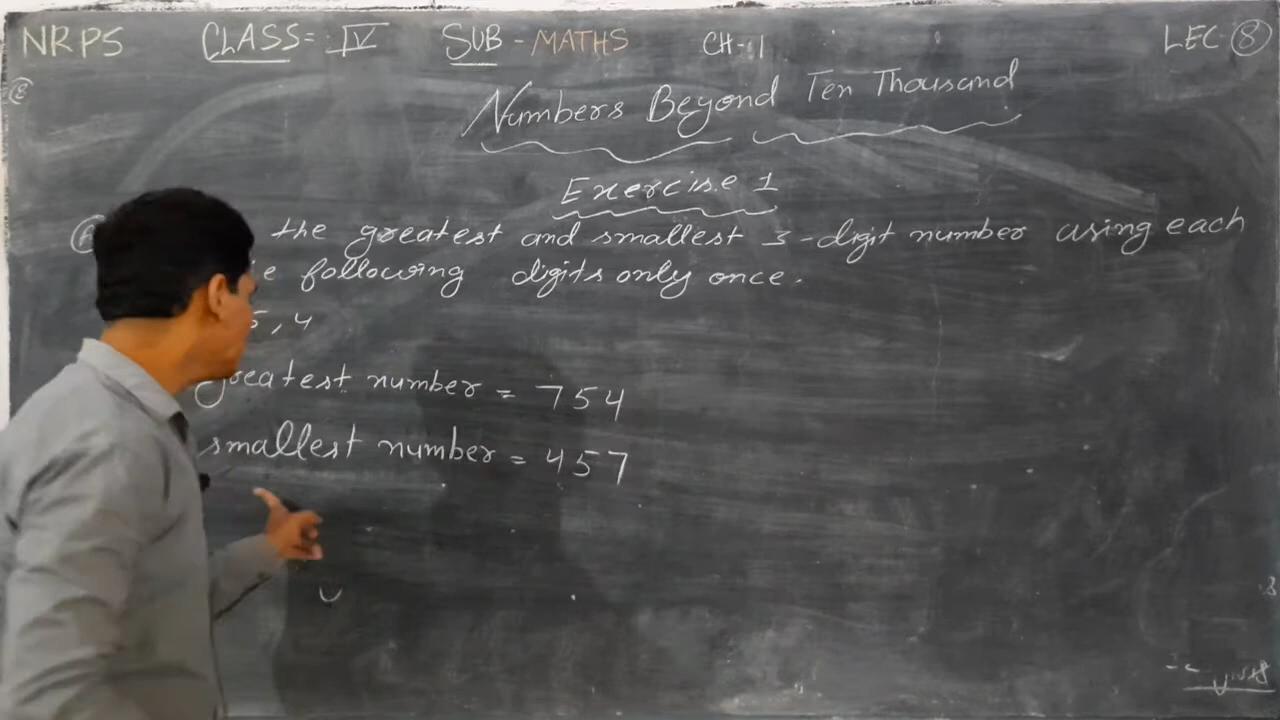 NRPS CLASS= IV SUB - MATHS CH-1 LEC 8
Numbers Beyond Ten Thousand
Exercise 1
the greatest and smallest 3-digit number using each
e following digits only once.
5, 4
greatest number = 754
smallest number = 457